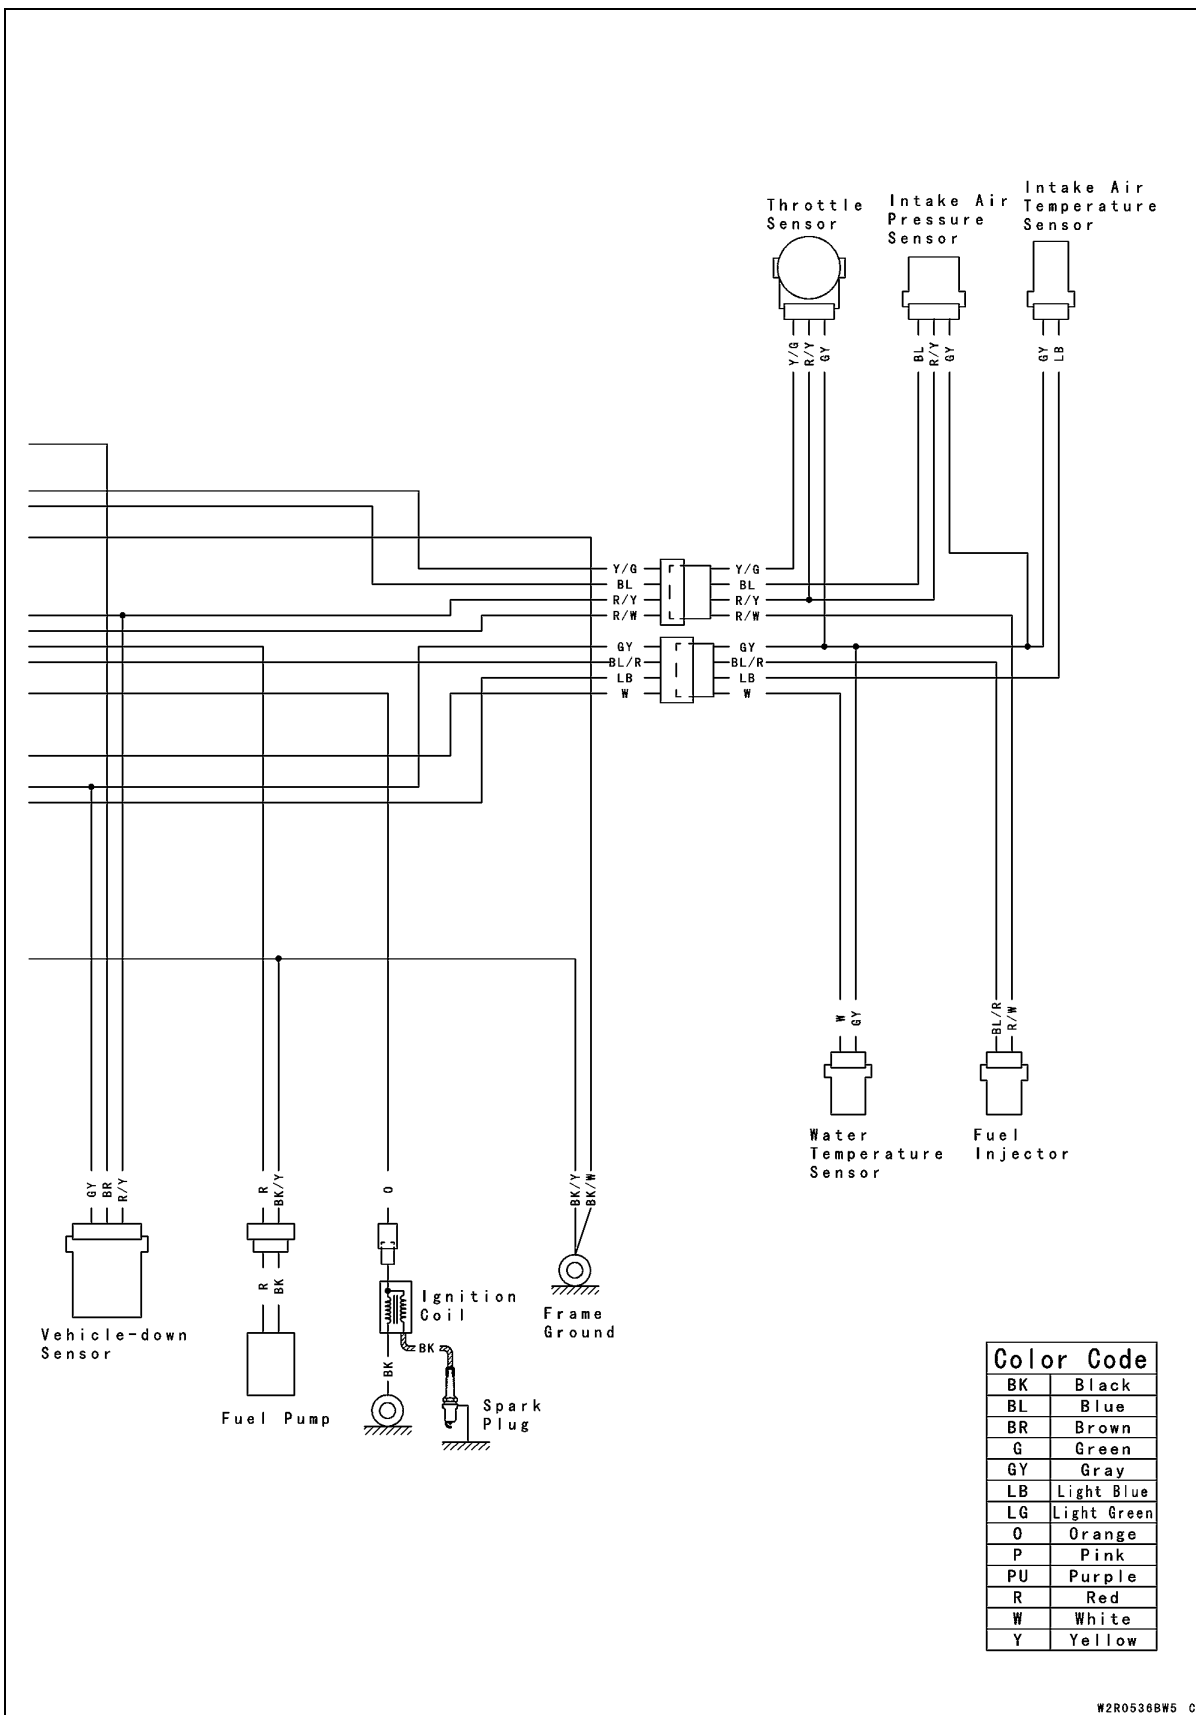 Throttle
Sensor
Intake Air
Pressure
Sensor
Intake Air
Temperature
Sensor
Y/G
R/Y
GY
BL
R/Y
GY
GY
LB
Y/G
Y/G
BL
BL
R/Y
R/Y
R/W
R/W
GY
GY
BL/R
BL/R
LB
LB
W
W
W
GY
BL/R
R/W
Water
Temperature
Sensor
Fuel
Injector
GY
BR
R/Y
R
BK/Y
O
BK/Y
BK/W
R
BK
Ignition
Coil
Frame
Ground
Vehicle-down
Sensor
BK
BK
Fuel Pump
Spark
Plug
Color Code
BK Black
BL Blue
BR Brown
G Green
GY Gray
LB Light Blue
LG Light Green
O Orange
P Pink
PU Purple
R Red
W White
Y Yellow
W2R0536BW5 C